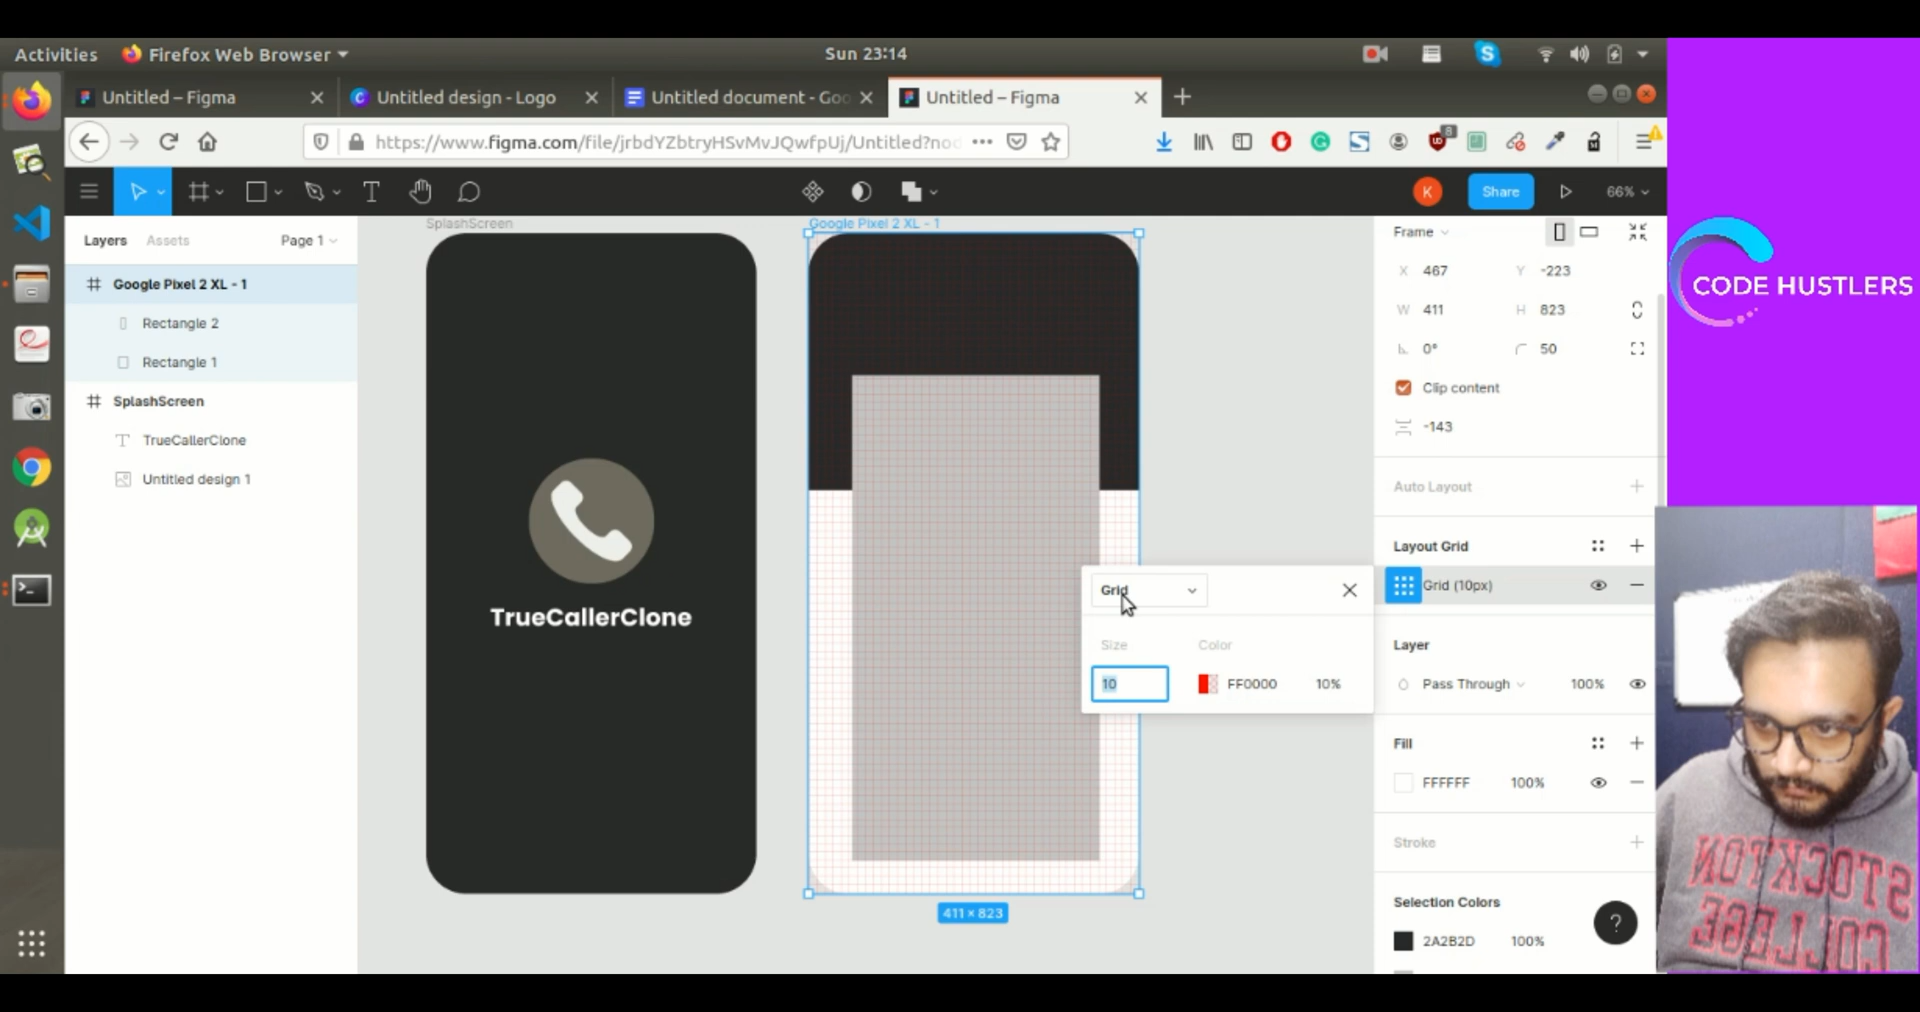 Activities
Firefox Web Browser
Sun 23:14
Untitled – Figma
Untitled design - Logo
Untitled document - Goo
Untitled – Figma
https://www.figma.com/file/jrbdYZbtryHSvMvJQwfpUj/Untitled?nod
8
T
K
Share
66%
Layers
Assets
Page 1
Google Pixel 2 XL - 1
Rectangle 2
Rectangle 1
SplashScreen
TrueCallerClone
Untitled design 1
SplashScreen
TrueCallerClone
Google Pixel 2 XL - 1
411 × 823
Grid
Size
Color
10
FF0000
10%
Frame
X 467
Y -223
W 411
H 823
0°
50
Clip content
-143
Auto Layout
Layout Grid
Grid (10px)
Layer
Pass Through
100%
Fill
FFFFFF
100%
Stroke
Selection Colors
2A2B2D
100%
?
CODE HUSTLERS
STOCKTON
COLLEGE